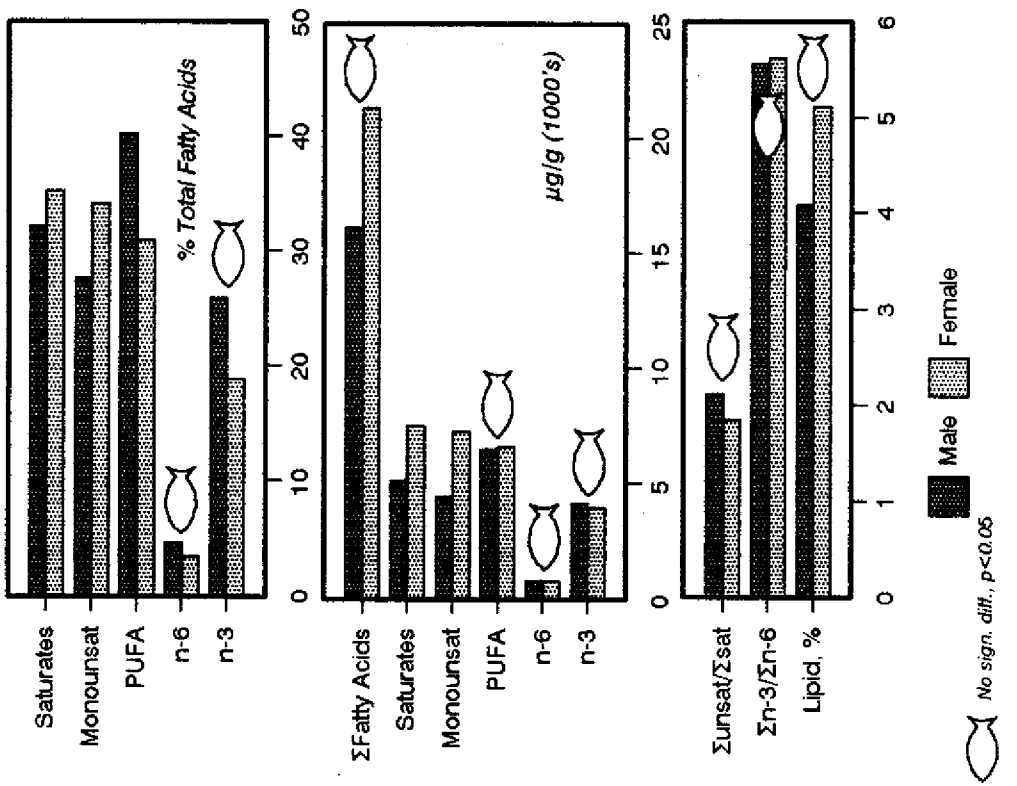 Saturates
Monounsat
PUFA
n-6
n-3
% Total Fatty Acids
0 10 20 30 40 50
ΣFatty Acids
Saturates
Monounsat
PUFA
n-6
n-3
µg/g (1000's)
0 5 10 15 20 25
Σunsat/Σsat
Σn-3/Σn-6
Lipid, %
0 1 2 3 4 5 6
No sign. diff., p<0.05
Male Female